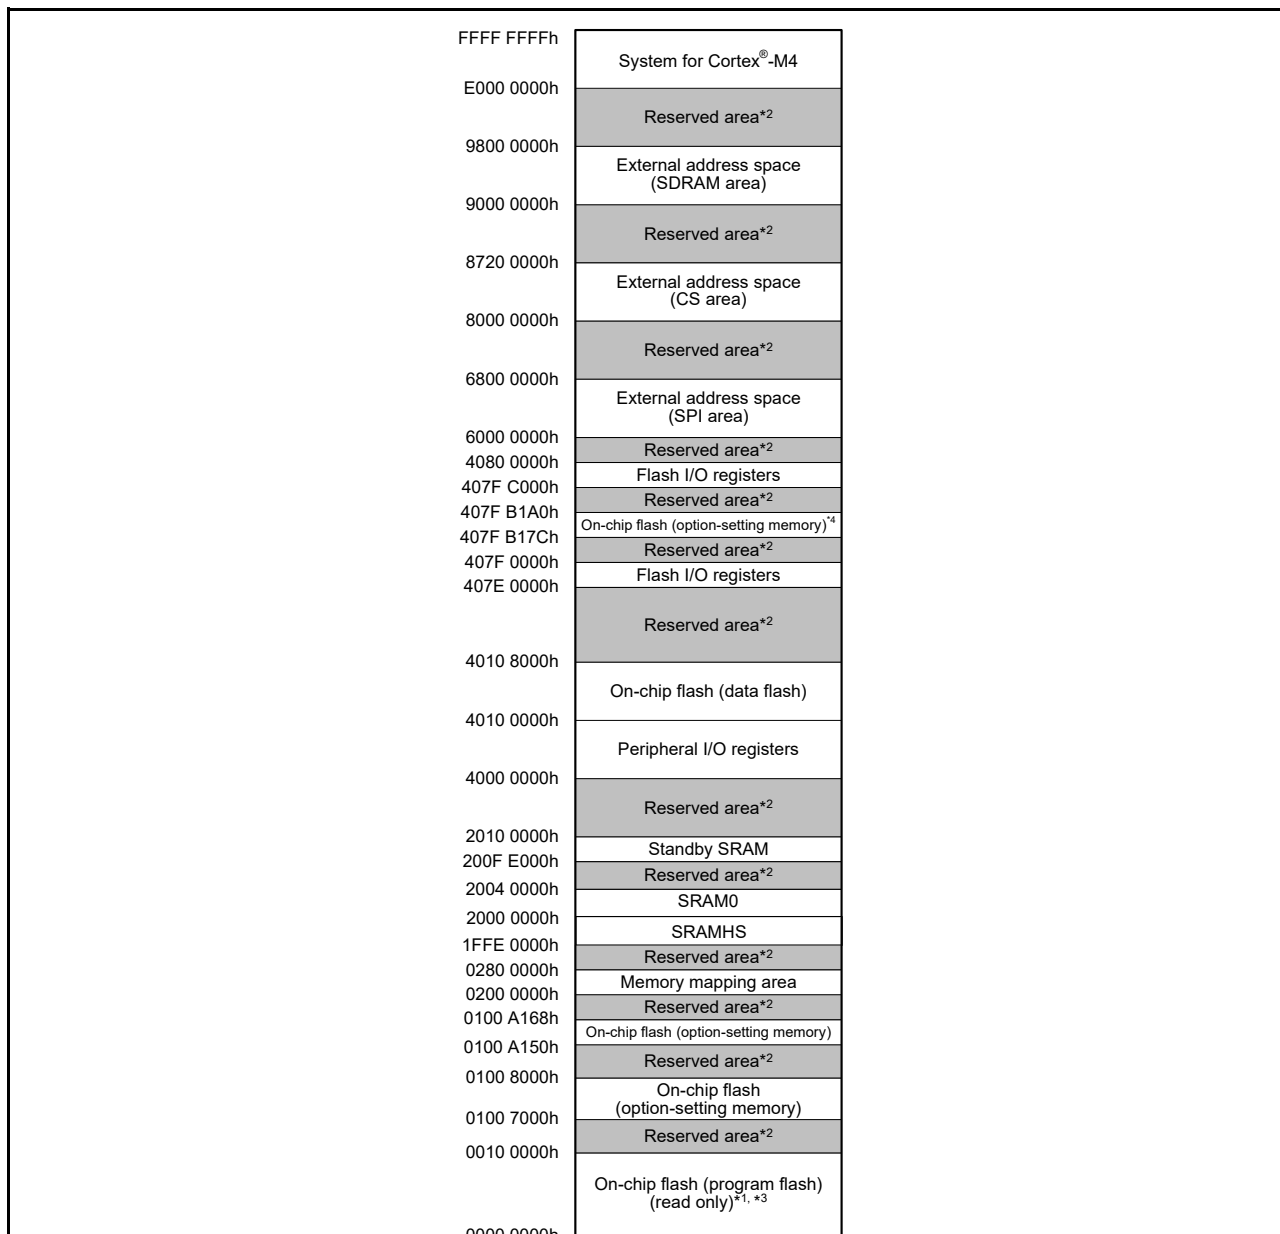 FFFF FFFFh
System for Cortex®-M4
E000 0000h
Reserved area*2
9800 0000h
External address space
(SDRAM area)
9000 0000h
Reserved area*2
8720 0000h
External address space
(CS area)
8000 0000h
Reserved area*2
6800 0000h
External address space
(SPI area)
6000 0000h
Reserved area*2
4080 0000h
Flash I/O registers
407F C000h
Reserved area*2
407F B1A0h
On-chip flash (option-setting memory)*4
407F B17Ch
Reserved area*2
407F 0000h
Flash I/O registers
407E 0000h
Reserved area*2
4010 8000h
On-chip flash (data flash)
4010 0000h
Peripheral I/O registers
4000 0000h
Reserved area*2
2010 0000h
Standby SRAM
200F E000h
Reserved area*2
2004 0000h
SRAM0
2000 0000h
SRAMHS
1FFE 0000h
Reserved area*2
0280 0000h
Memory mapping area
0200 0000h
Reserved area*2
0100 A168h
On-chip flash (option-setting memory)
0100 A150h
Reserved area*2
0100 8000h
On-chip flash
(option-setting memory)
0100 7000h
Reserved area*2
0010 0000h
On-chip flash (program flash)
(read only)*1, *3
0000 0000h